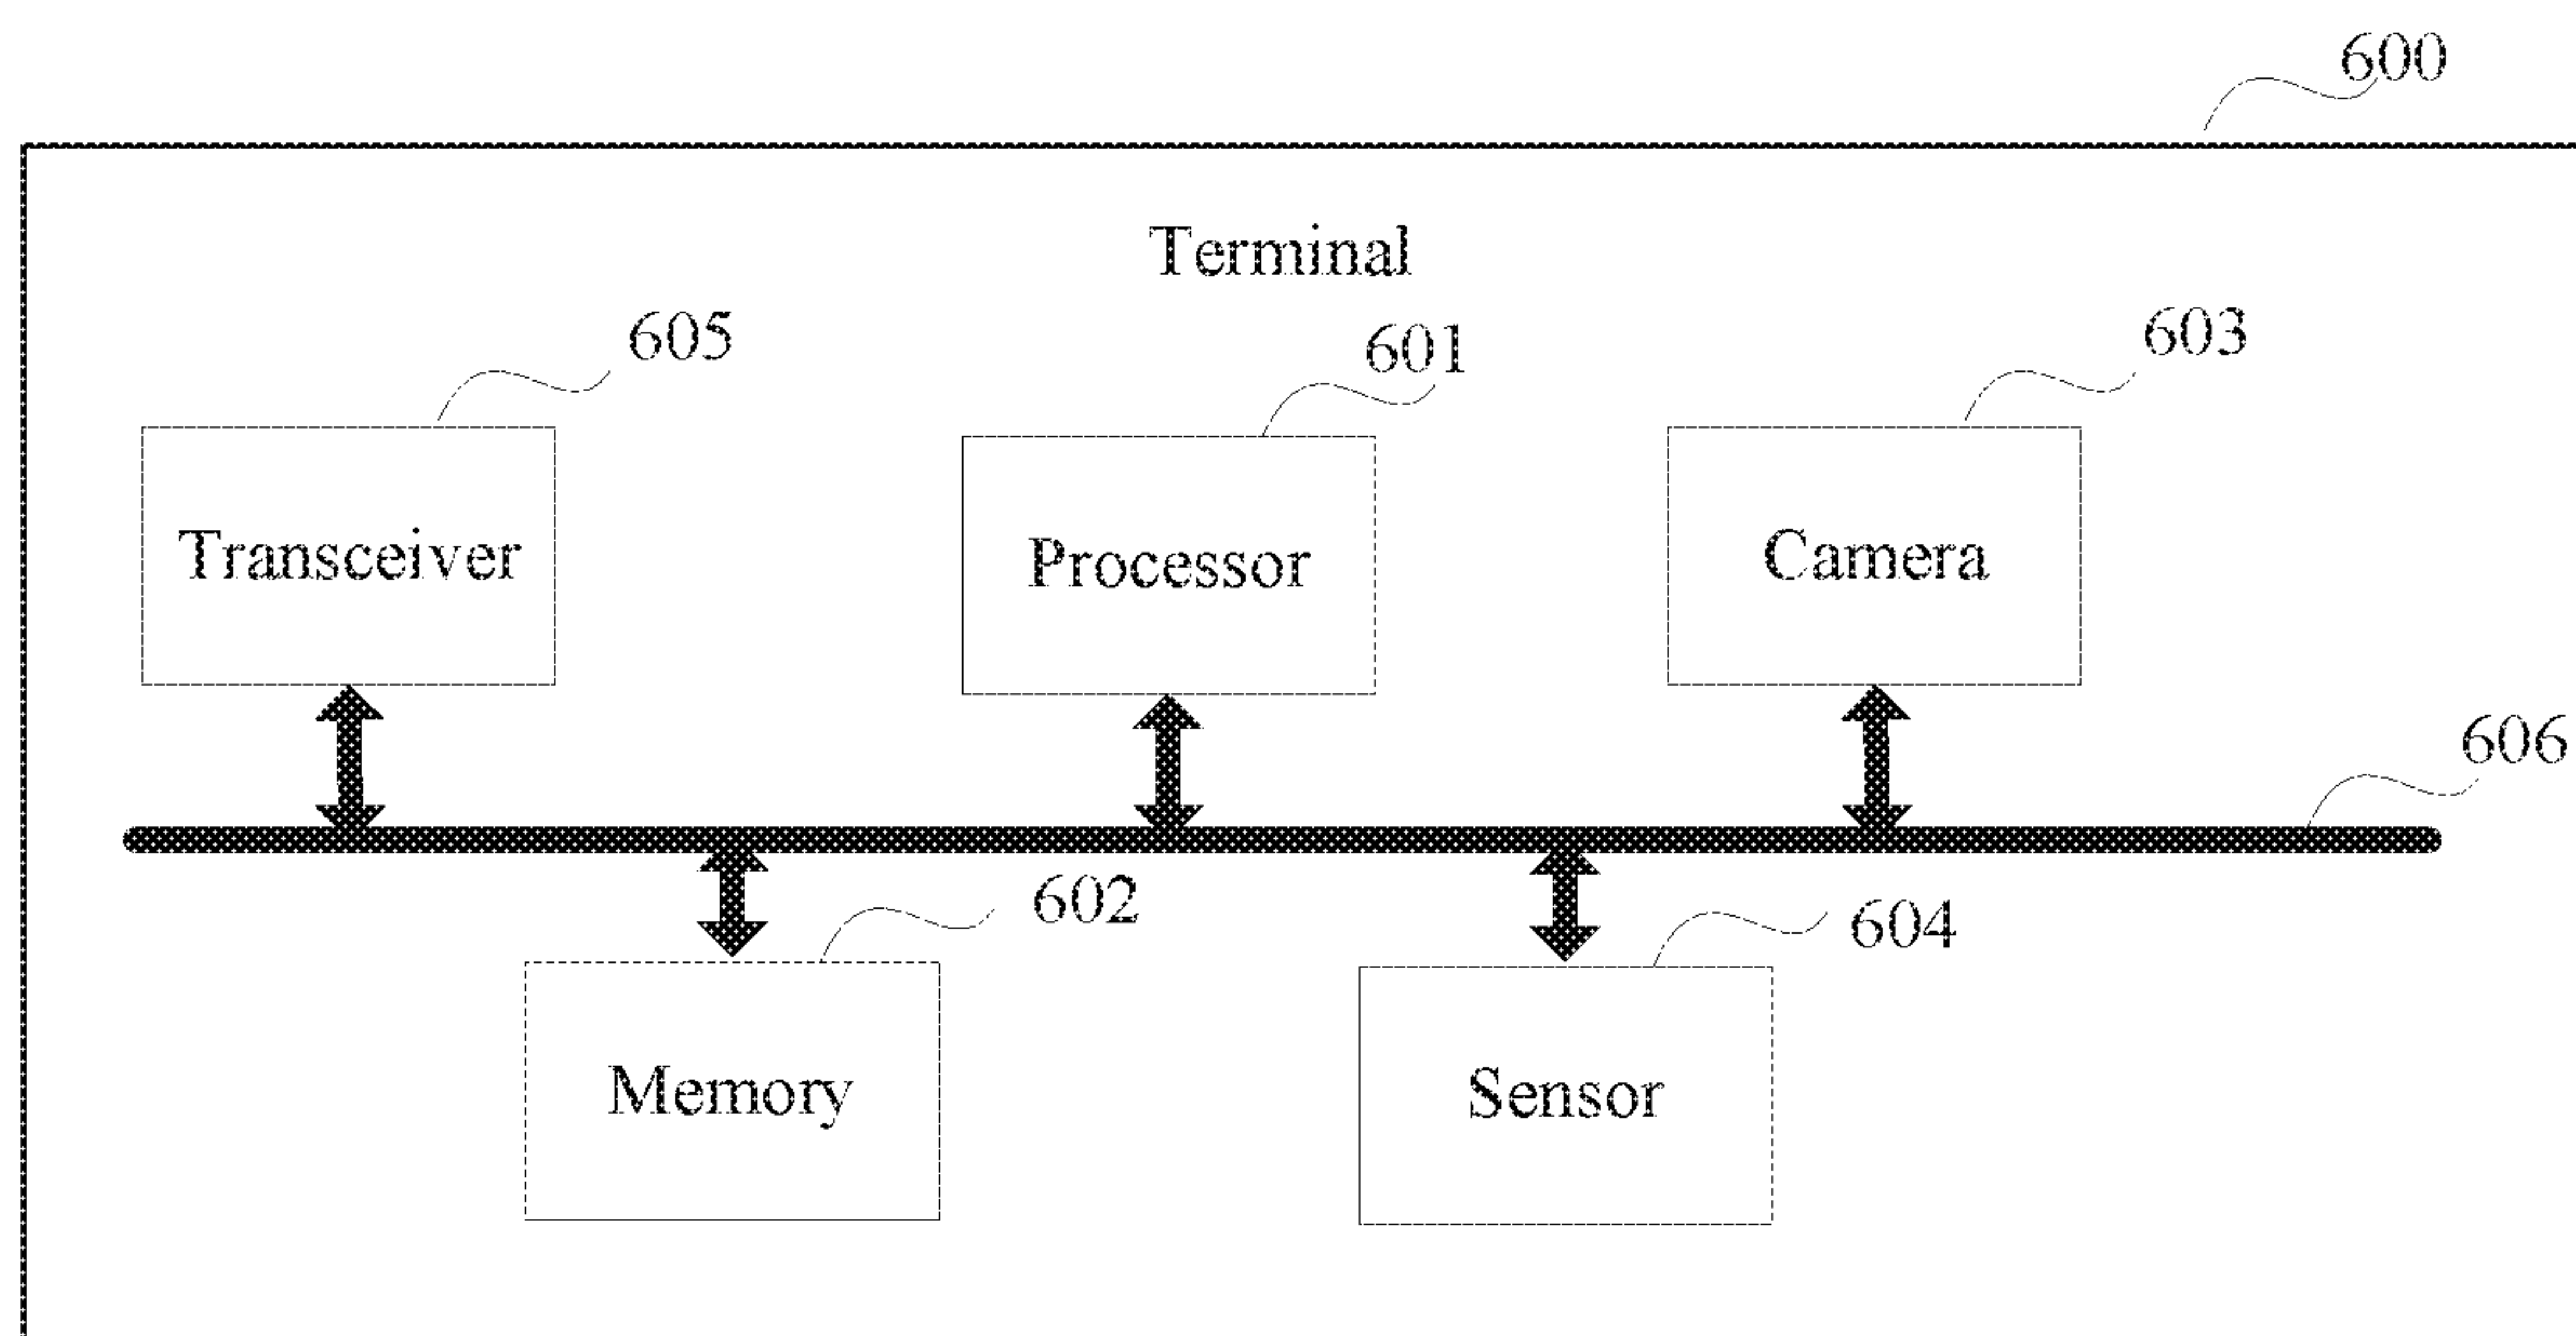 600
Terminal
605
601
603
Transceiver
Processor
Camera
606
602
604
Memory
Sensor